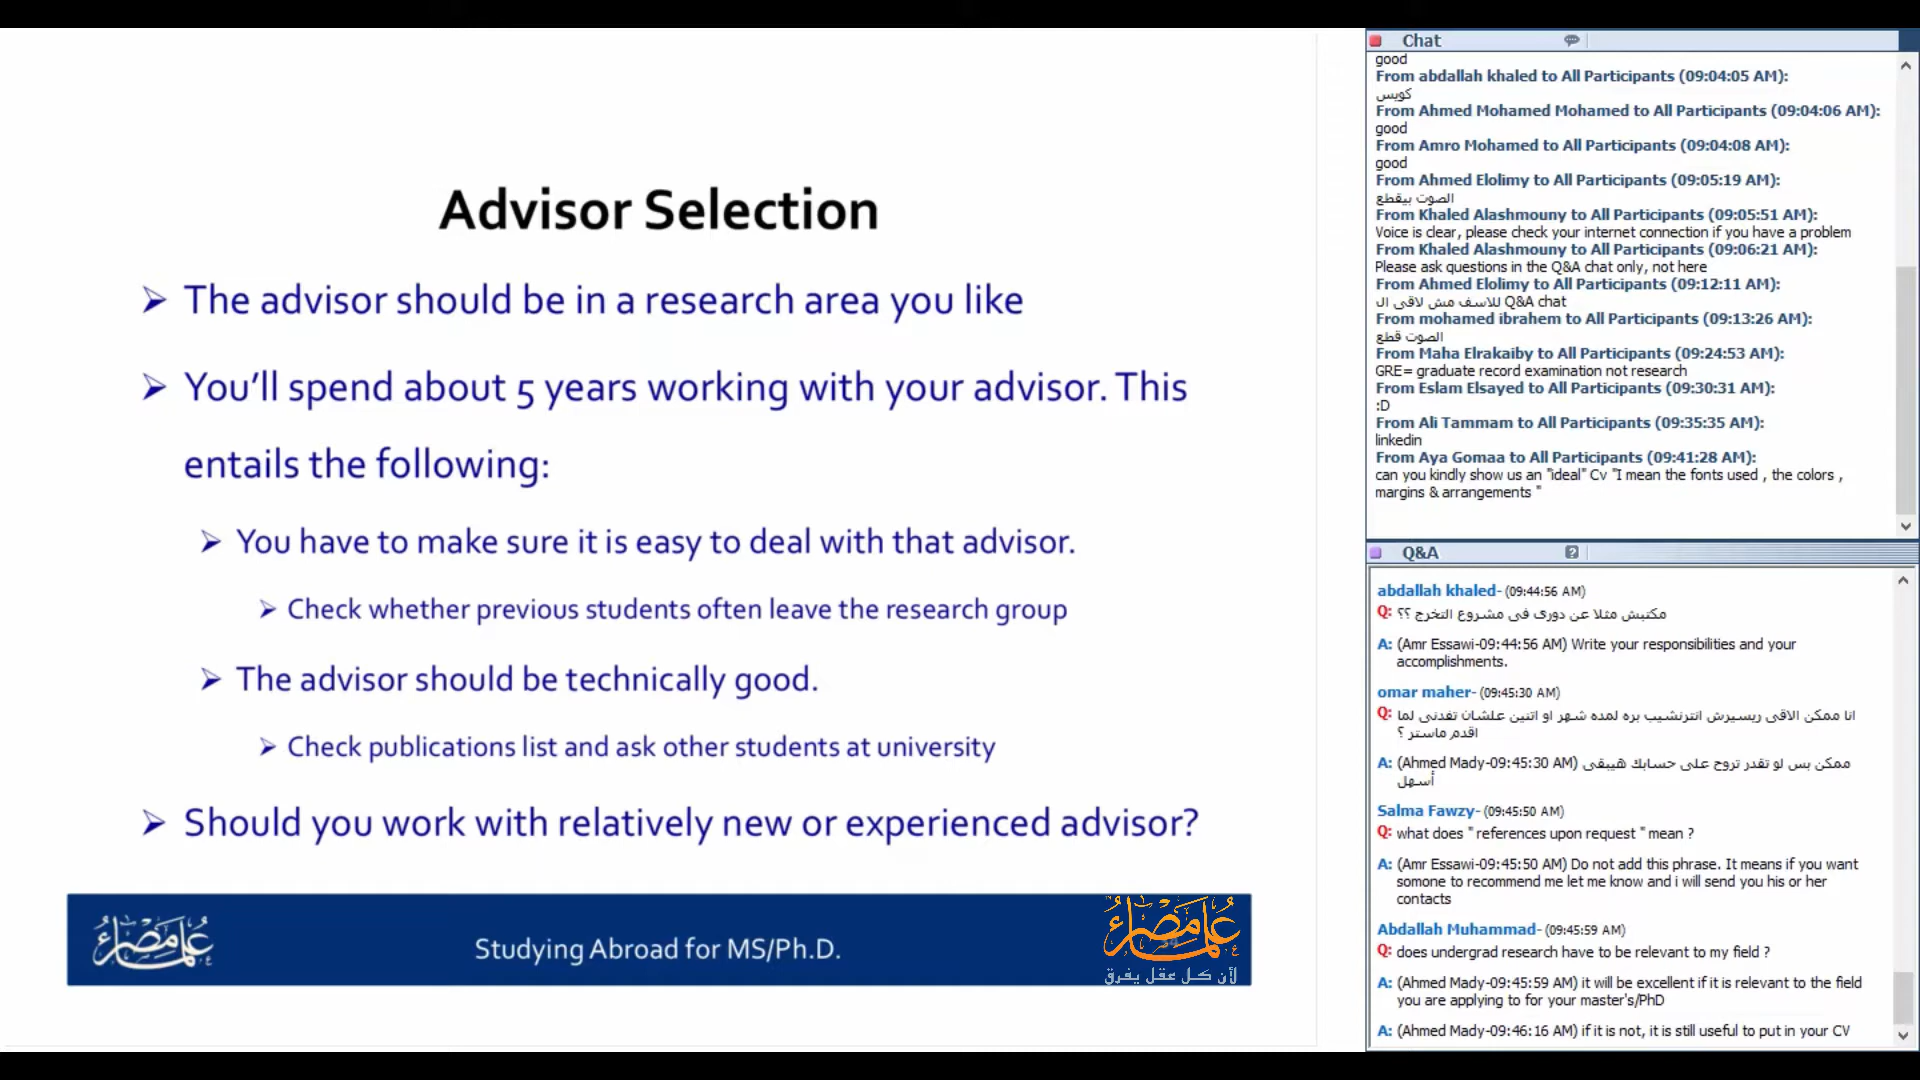 Advisor Selection
The advisor should be in a research area you like
You'll spend about 5 years working with your advisor. This
entails the following:
You have to make sure it is easy to deal with that advisor.
Check whether previous students often leave the research group
The advisor should be technically good.
Check publications list and ask other students at university
Should you work with relatively new or experienced advisor?
علماء مصر
Studying Abroad for MS/Ph.D.
علماء مصر
لأن كل عقل يفرق
Chat
good
From abdallah khaled to All Participants (09:04:05 AM):
كويس
From Ahmed Mohamed Mohamed to All Participants (09:04:06 AM):
good
From Amro Mohamed to All Participants (09:04:08 AM):
good
From Ahmed Elolimy to All Participants (09:05:19 AM):
الصوت بيقطع
From Khaled Alashmouny to All Participants (09:05:51 AM):
Voice is clear, please check your internet connection if you have a problem
From Khaled Alashmouny to All Participants (09:06:21 AM):
Please ask questions in the Q&A chat only, not here
From Ahmed Elolimy to All Participants (09:12:11 AM):
للاسف مش لاقى ال Q&A chat
From mohamed ibrahem to All Participants (09:13:26 AM):
الصوت قطع
From Maha Elrakaiby to All Participants (09:24:53 AM):
GRE= graduate record examination not research
From Eslam Elsayed to All Participants (09:30:31 AM):
:D
From Ali Tammam to All Participants (09:35:35 AM):
linkedin
From Aya Gomaa to All Participants (09:41:28 AM):
can you kindly show us an "ideal" Cv "I mean the fonts used , the colors ,
margins & arrangements "
Q&A
abdallah khaled- (09:44:56 AM)
Q: مكتبش مثلا عن دورى فى مشروع التخرج ؟؟
A: (Amr Essawi-09:44:56 AM) Write your responsibilities and your
accomplishments.
omar maher- (09:45:30 AM)
Q: انا ممكن الاقى ريسيرش انترنشيب بره لمده شهر او اتنين علشان تفدنى لما
اقدم ماستر ؟
A: (Ahmed Mady-09:45:30 AM) ممكن بس لو تقدر تروح على حسابك هيبقى
أسهل
Salma Fawzy- (09:45:50 AM)
Q: what does " references upon request " mean ?
A: (Amr Essawi-09:45:50 AM) Do not add this phrase. It means if you want
somone to recommend me let me know and i will send you his or her
contacts
Abdallah Muhammad- (09:45:59 AM)
Q: does undergrad research have to be relevant to my field ?
A: (Ahmed Mady-09:45:59 AM) it will be excellent if it is relevant to the field
you are applying to for your master's/PhD
A: (Ahmed Mady-09:46:16 AM) if it is not, it is still useful to put in your CV